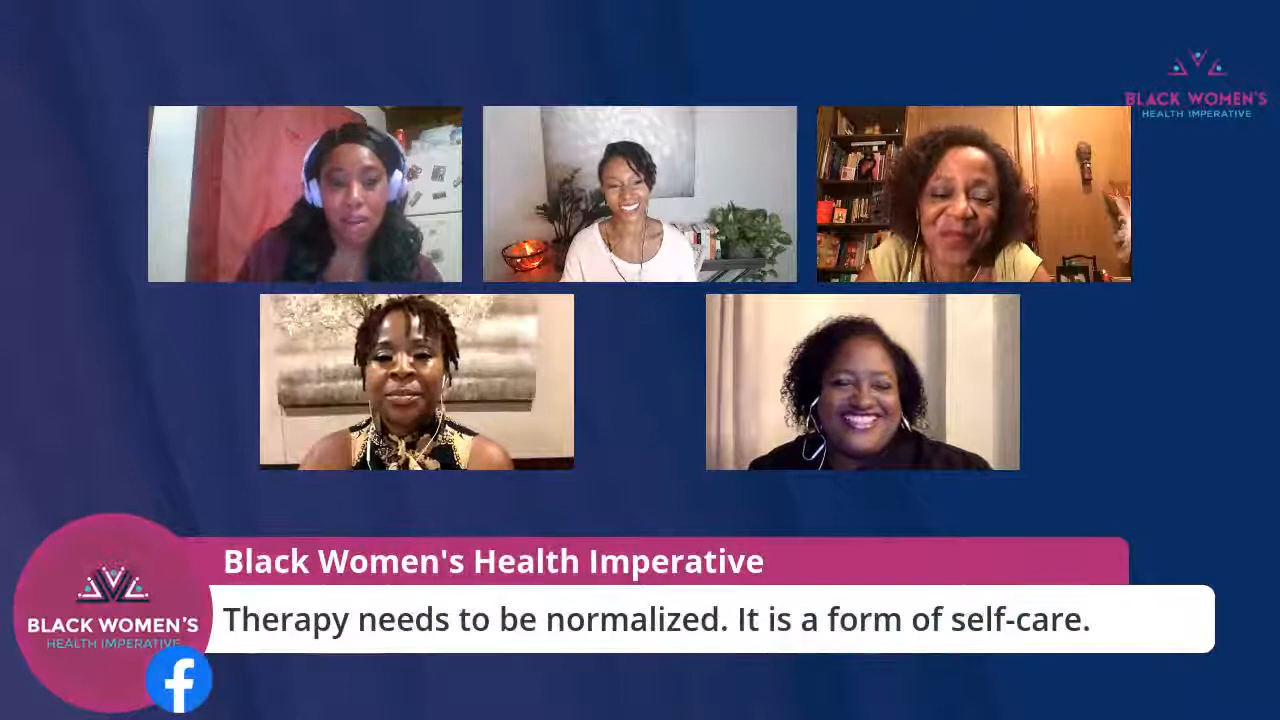 BLACK WOMEN'S
HEALTH IMPERATIVE
Black Women's Health Imperative
Therapy needs to be normalized. It is a form of self-care.
BLACK WOMEN'S
HEALTH IMPERATIVE